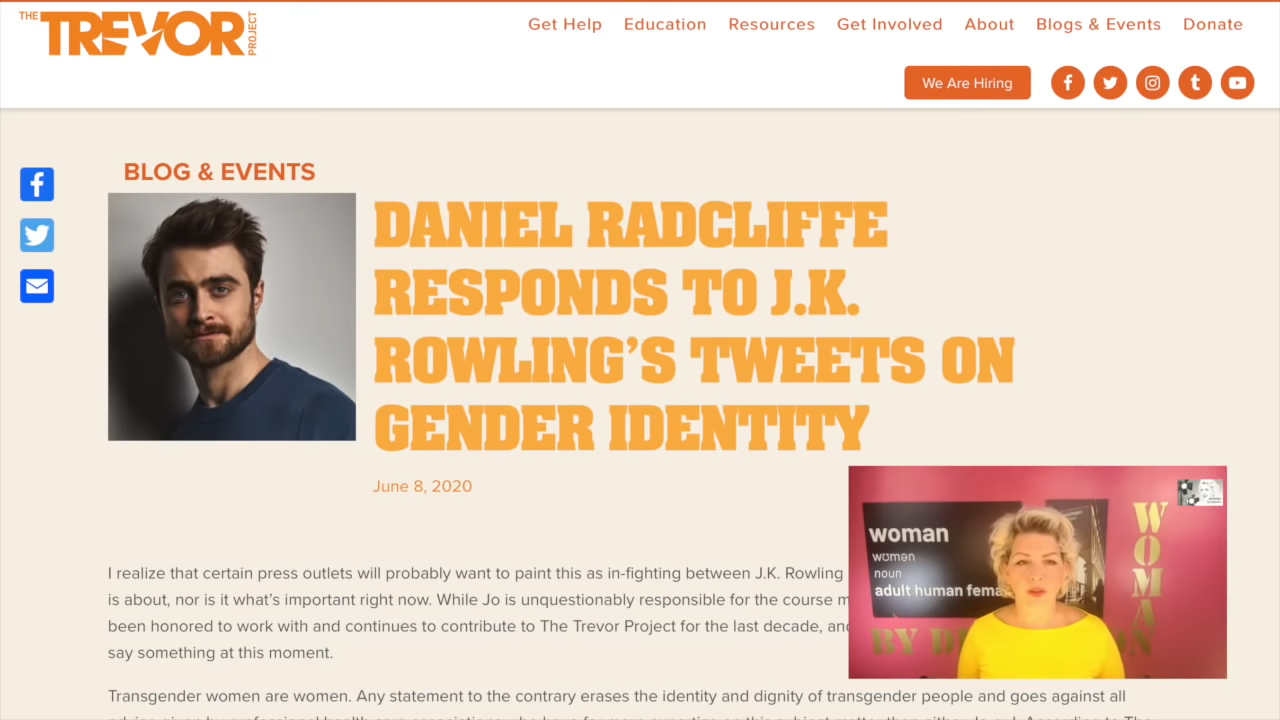 THE TREVOR PROJECT
Get Help Education Resources Get Involved About Blogs & Events Donate
We Are Hiring
BLOG & EVENTS
DANIEL RADCLIFFE
RESPONDS TO J.K.
ROWLING'S TWEETS ON
GENDER IDENTITY
June 8, 2020
I realize that certain press outlets will probably want to paint this as in-fighting between J.K. Rowling
is about, nor is it what's important right now. While Jo is unquestionably responsible for the course
been honored to work with and continues to contribute to The Trevor Project for the last decade, and
say something at this moment.
Transgender women are women. Any statement to the contrary erases the identity and dignity of transgender people and goes against all
woman
wʊmən
noun
adult human fema
WOMA
BY